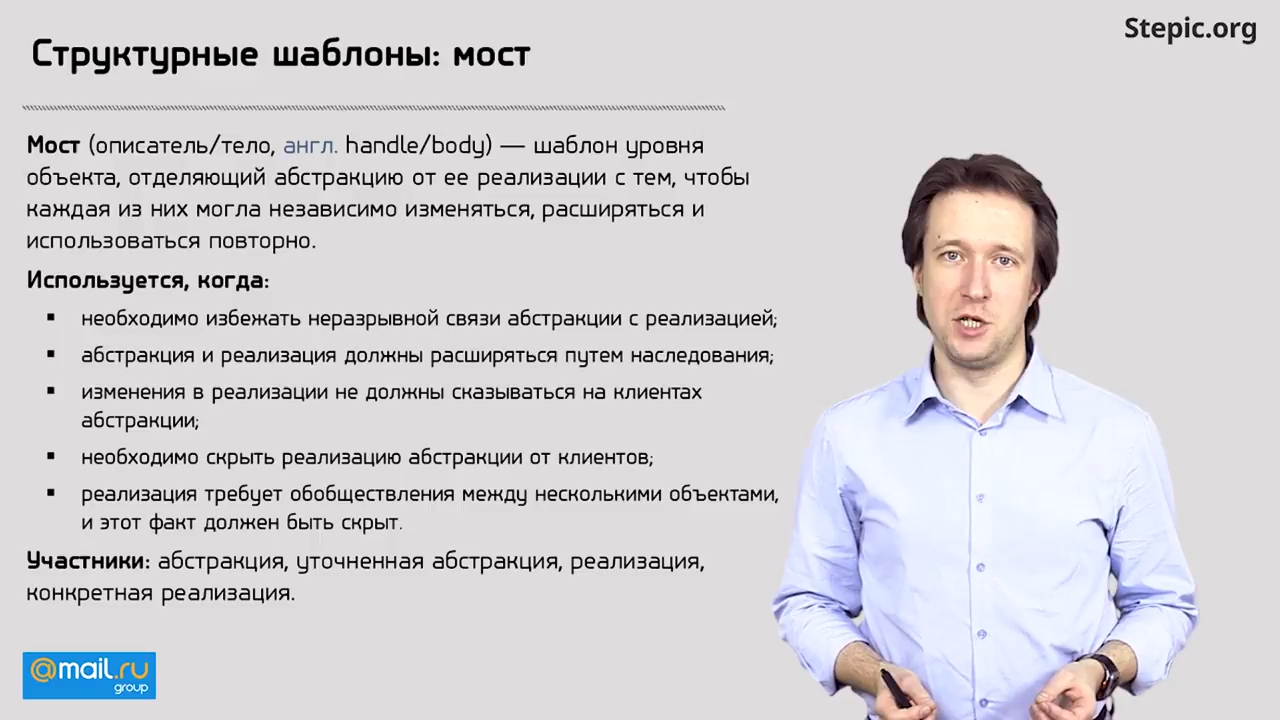 Stepic.org
Структурные шаблоны: мост
Мост (описатель/тело, англ. handle/body) — шаблон уровня
объекта, отделяющий абстракцию от ее реализации с тем, чтобы
каждая из них могла независимо изменяться, расширяться и
использоваться повторно.
Используется, когда:
▪ необходимо избежать неразрывной связи абстракции с реализацией;
▪ абстракция и реализация должны расширяться путем наследования;
▪ изменения в реализации не должны сказываться на клиентах
абстракции;
▪ необходимо скрыть реализацию абстракции от клиентов;
▪ реализация требует обобществления между несколькими объектами,
и этот факт должен быть скрыт.
Участники: абстракция, уточненная абстракция, реализация,
конкретная реализация.
@mail.ru
group